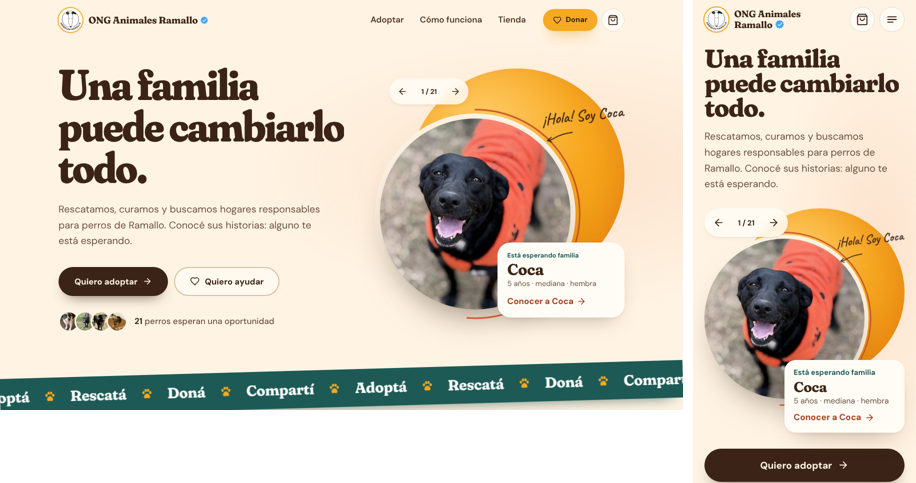 ONG Animales Ramallo
Adoptar
Cómo funciona
Tienda
Donar
Una familia
puede cambiarlo
todo.
Rescatamos, curamos y buscamos hogares responsables
para perros de Ramallo. Conocé sus historias: alguno te
está esperando.
Quiero adoptar
Quiero ayudar
21 perros esperan una oportunidad
1 / 21
¡Hola! Soy Coca
Está esperando familia
Coca
5 años · mediana · hembra
Conocer a Coca
optá
Rescatá
Doná
Compartí
Adoptá
Rescatá
Doná
Compart
ONG Animales
Ramallo
Una familia
puede cambiarlo
todo.
Rescatamos, curamos y buscamos
hogares responsables para perros de
Ramallo. Conocé sus historias: alguno te
está esperando.
1 / 21
¡Hola! Soy Coca
Está esperando familia
Coca
5 años · mediana · hembra
Conocer a Coca
Quiero adoptar